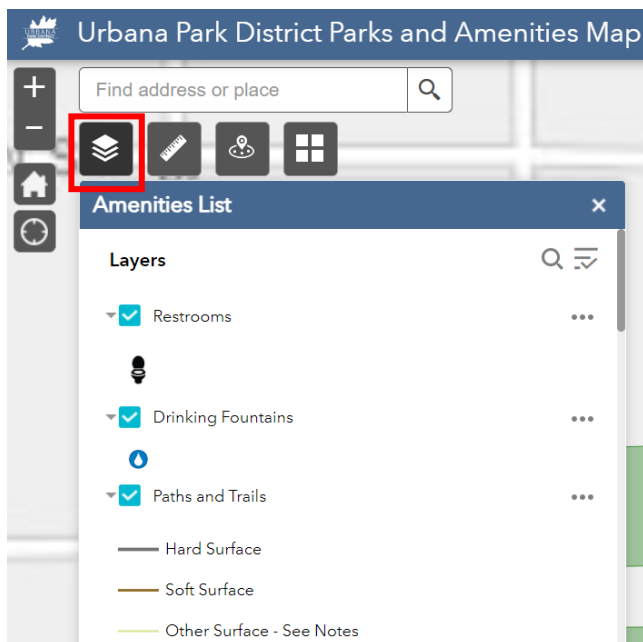 URBANA
Urbana Park District Parks and Amenities Map
+
Find address or place
−
Amenities List
×
Layers
Restrooms
Drinking Fountains
Paths and Trails
Hard Surface
Soft Surface
Other Surface - See Notes